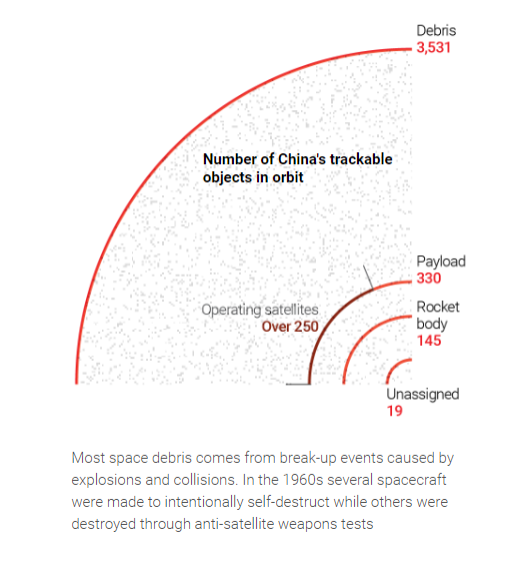 Debris
3,531
Number of China's trackable
objects in orbit
Payload
330
Operating satellites
Over 250
Rocket
body
145
Unassigned
19
Most space debris comes from break-up events caused by
explosions and collisions. In the 1960s several spacecraft
were made to intentionally self-destruct while others were
destroyed through anti-satellite weapons tests